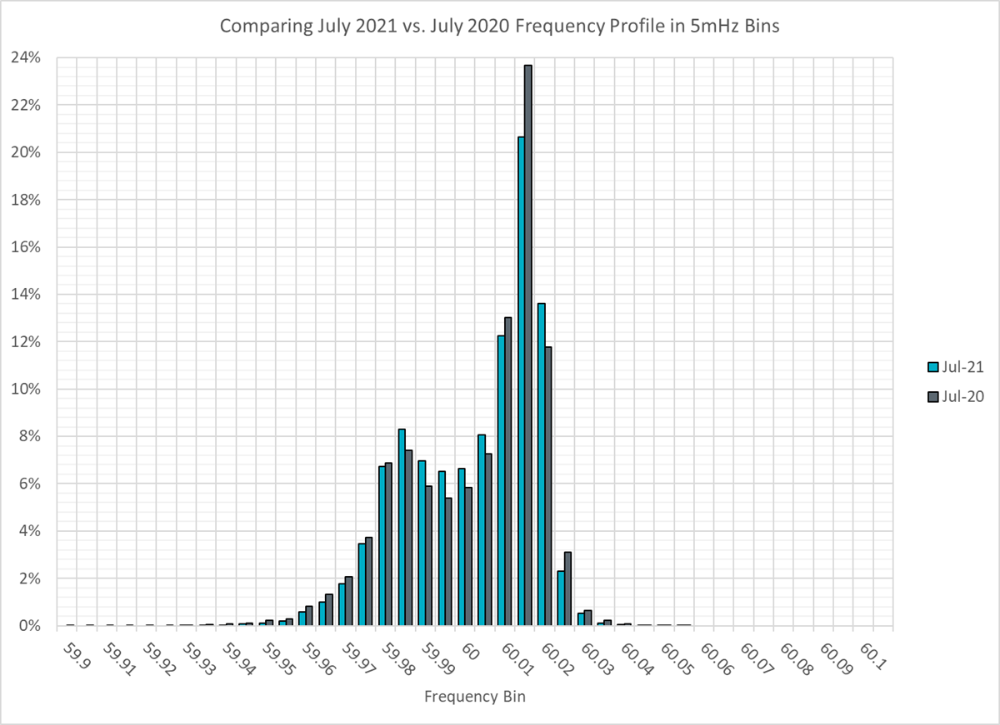 Comparing July 2021 vs. July 2020 Frequency Profile in 5mHz Bins
24%
22%
20%
18%
16%
14%
12%
10%
8%
6%
4%
2%
0%
59.9 59.91 59.92 59.93 59.94 59.95 59.96 59.97 59.98 59.99 60 60.01 60.02 60.03 60.04 60.05 60.06 60.07 60.08 60.09 60.1
Frequency Bin
Jul-21
Jul-20